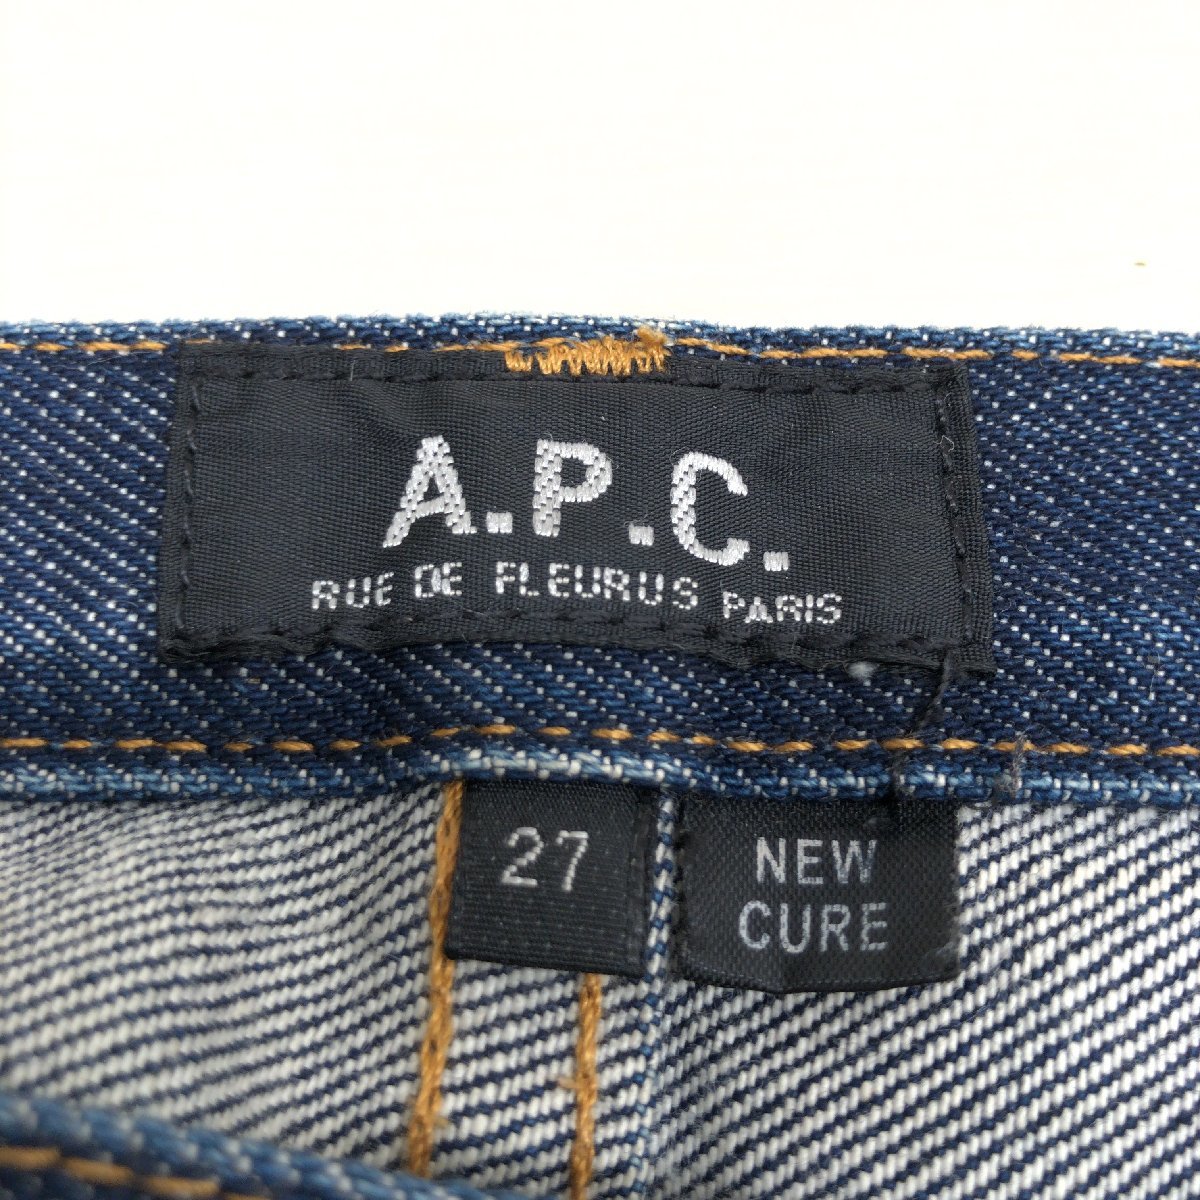 A.P.C.
RUE DE FLEURUS PARIS
27
NEW
CURE